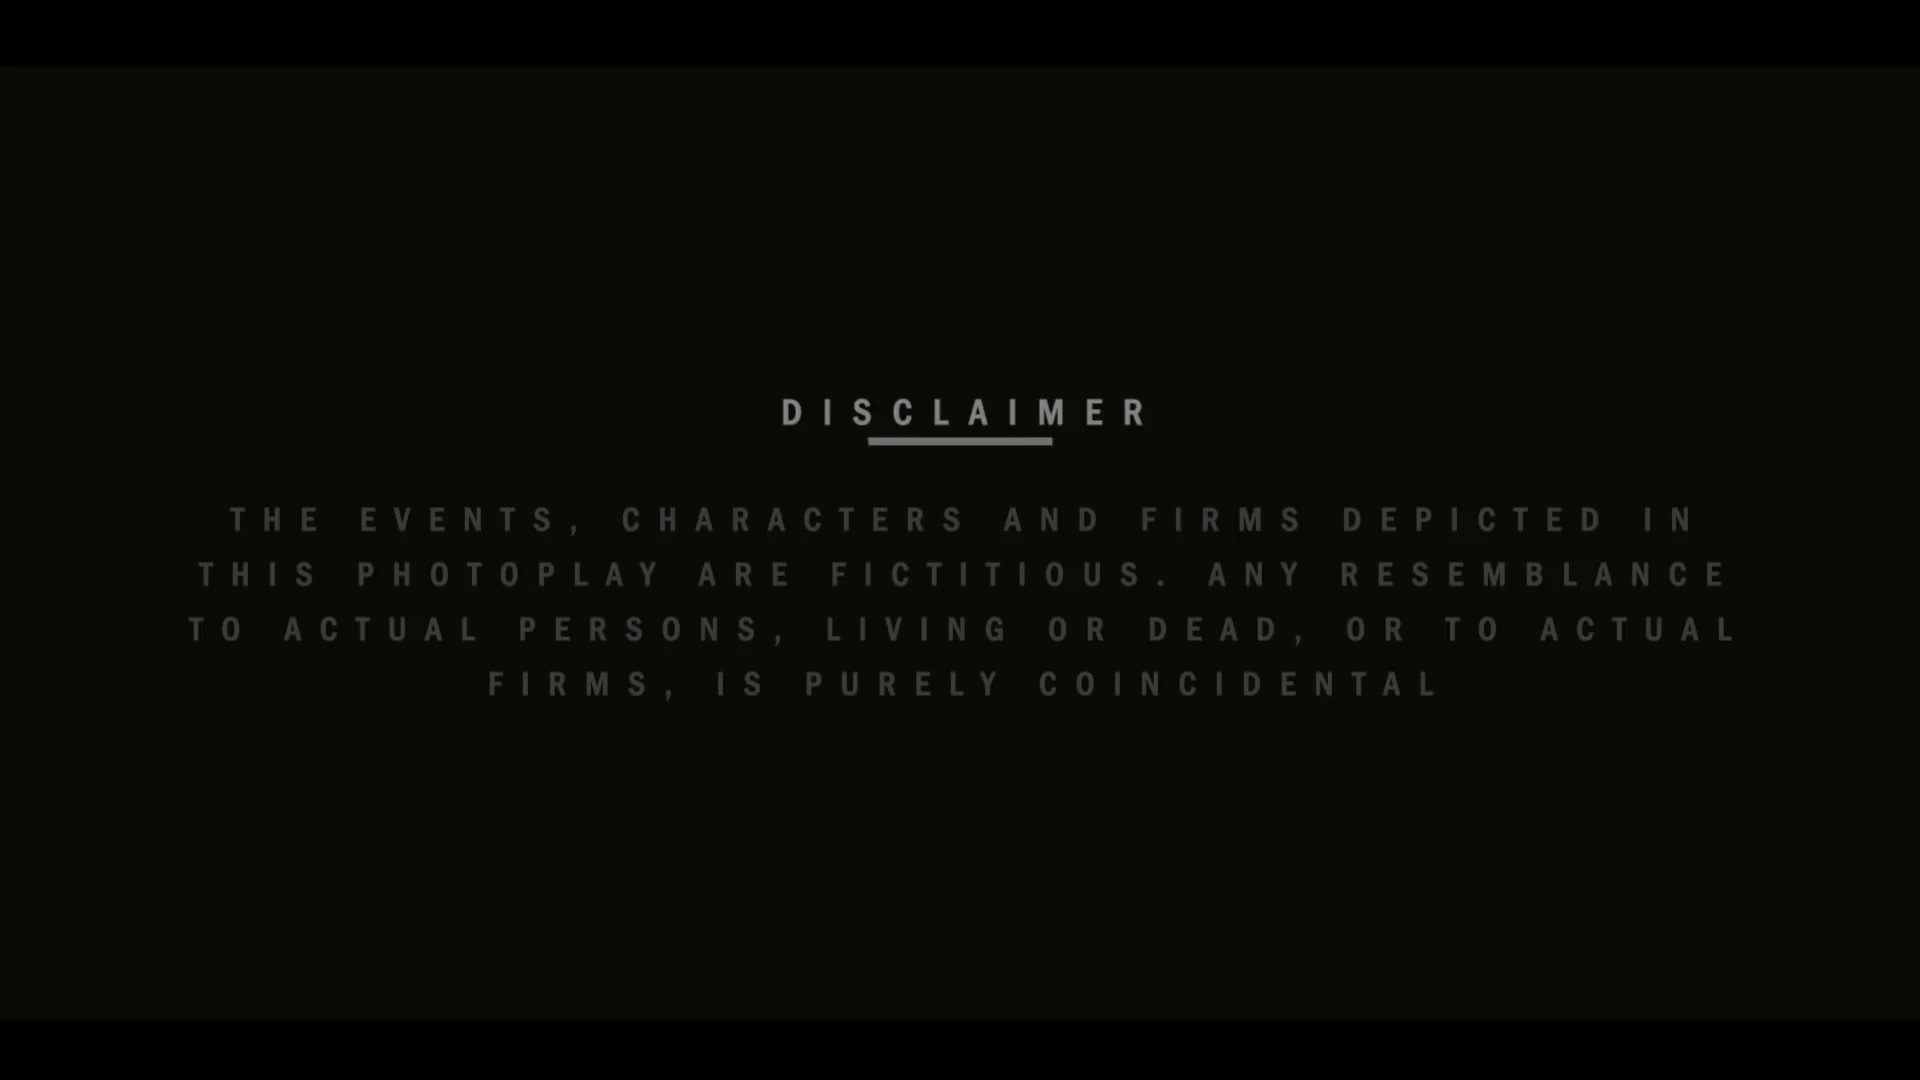 DISCLAIMER
THE EVENTS, CHARACTERS AND FIRMS DEPICTED IN
THIS PHOTOPLAY ARE FICTITIOUS. ANY RESEMBLANCE
TO ACTUAL PERSONS, LIVING OR DEAD, OR TO ACTUAL
FIRMS, IS PURELY COINCIDENTAL